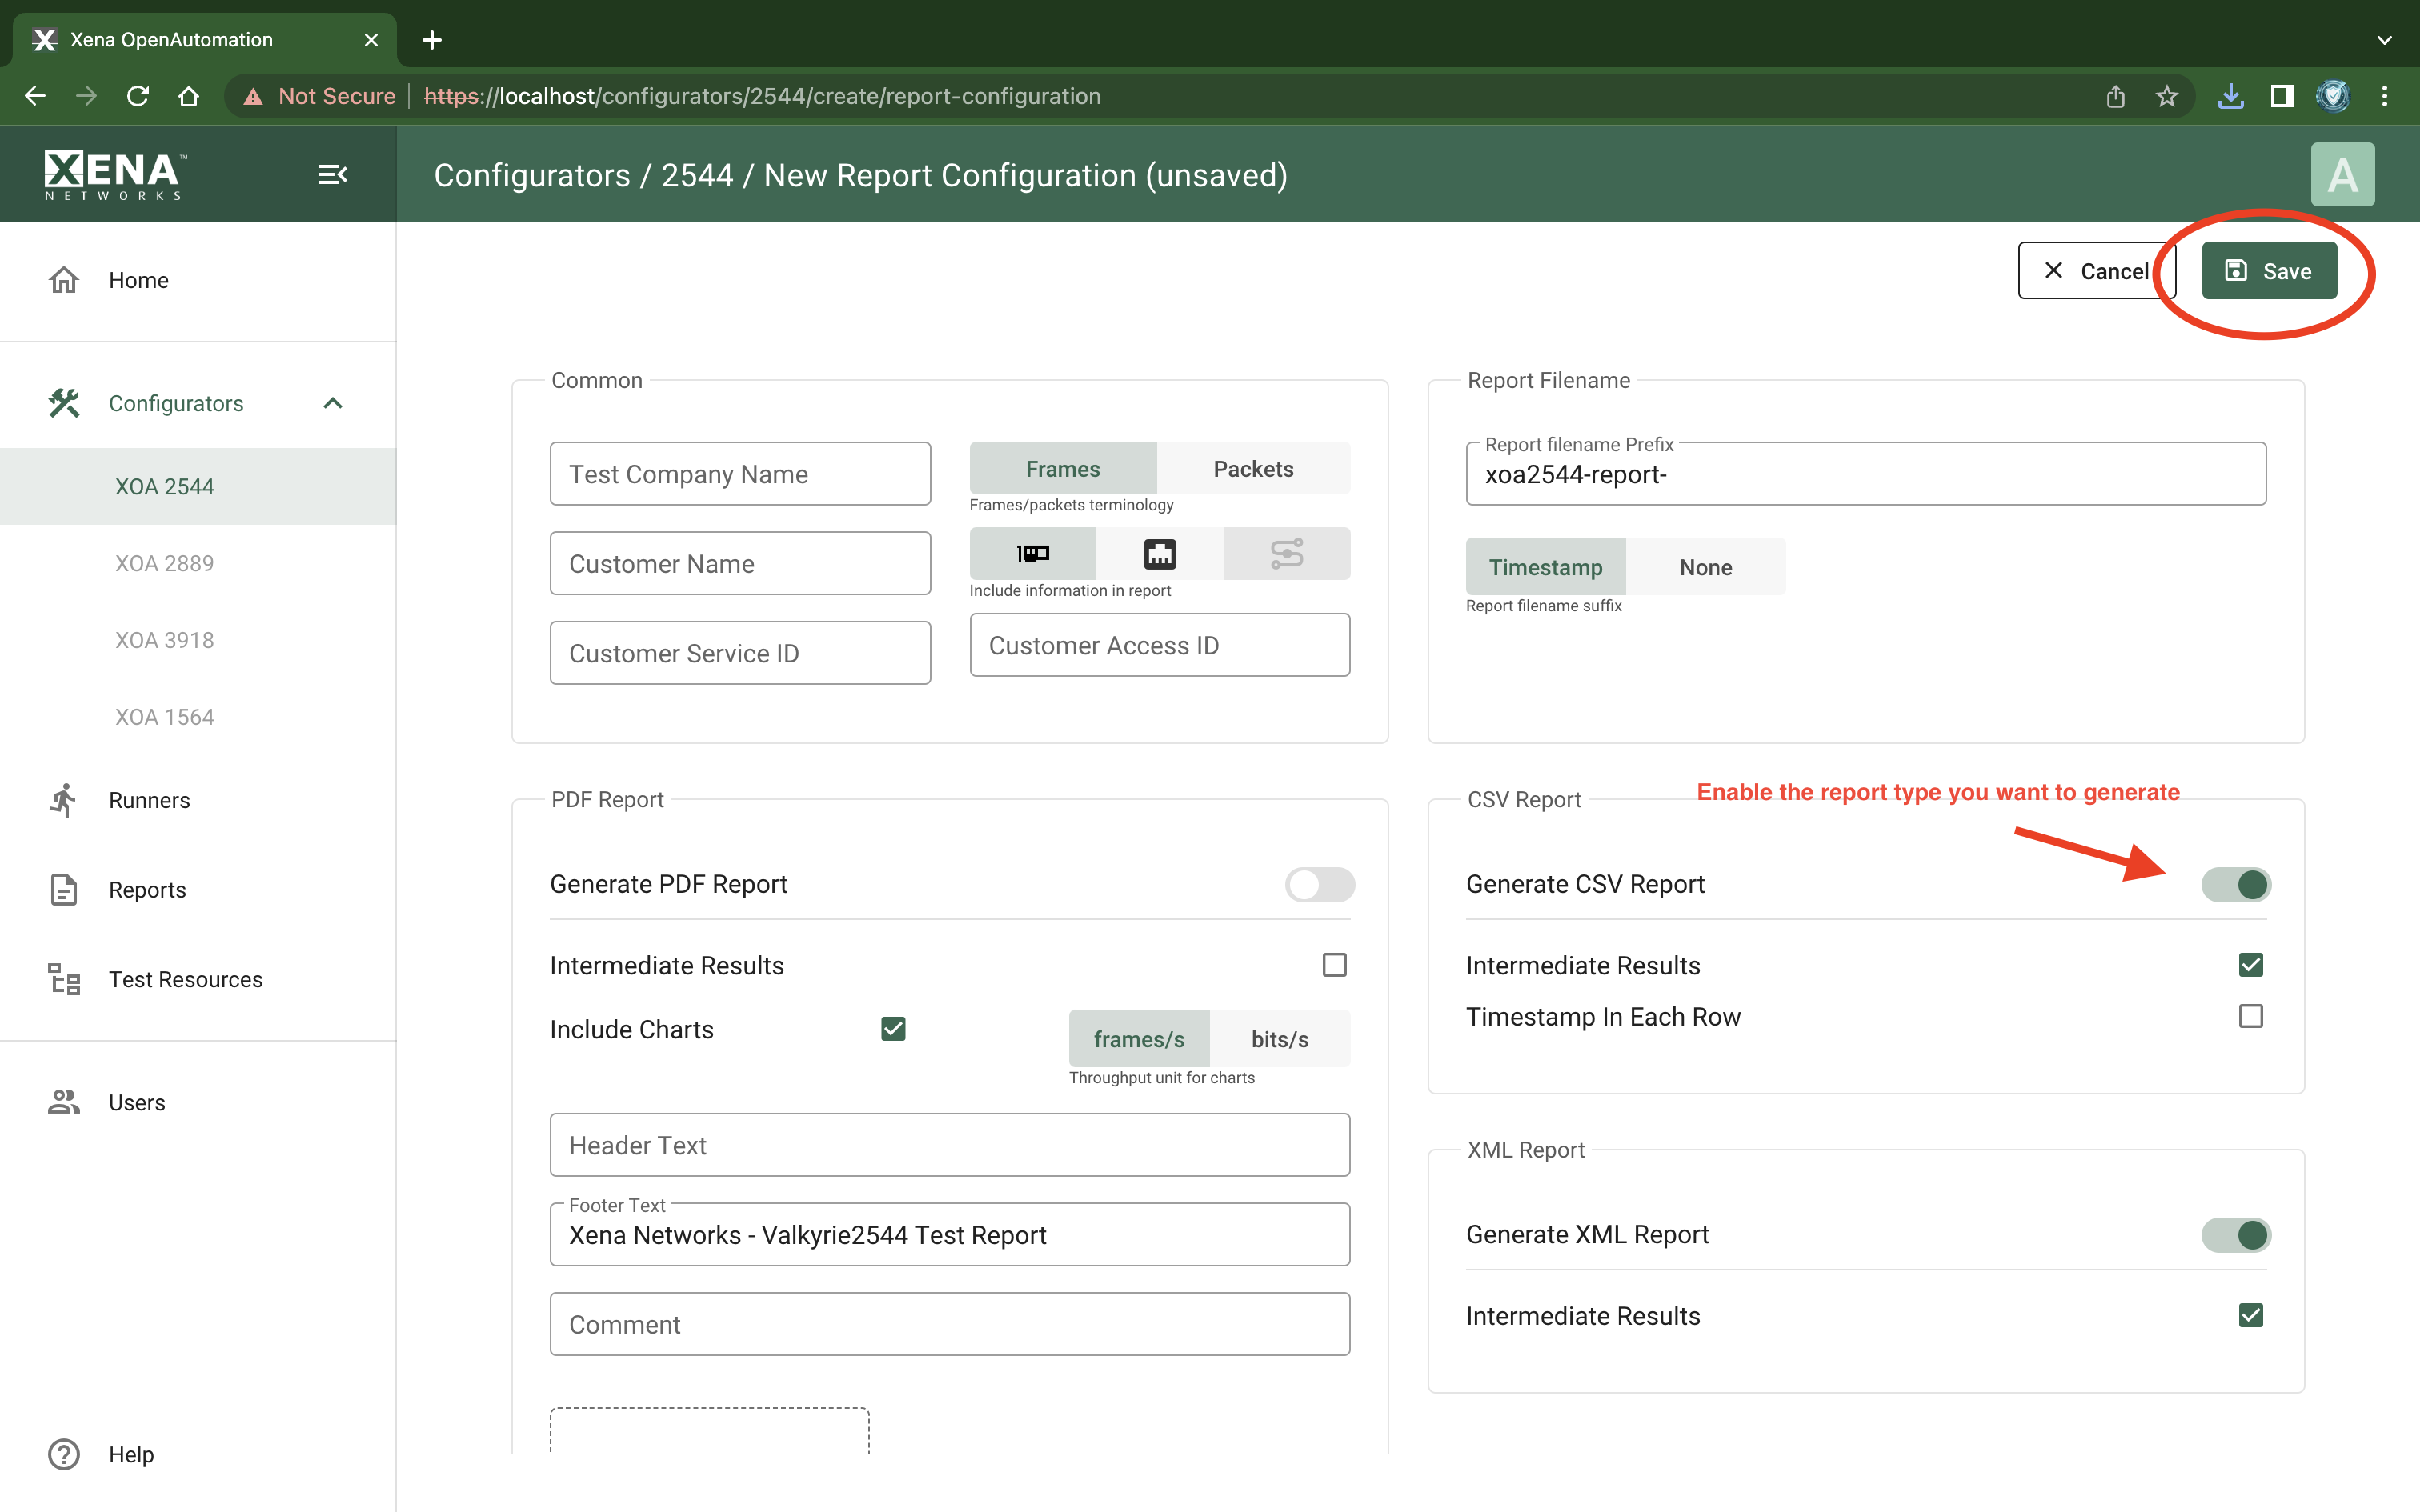 Xena OpenAutomation
Not Secure https://localhost/configurators/2544/create/report-configuration
XENA™
NETWORKS
Configurators / 2544 / New Report Configuration (unsaved)
A
Home
Configurators
XOA 2544
XOA 2889
XOA 3918
XOA 1564
Runners
Reports
Test Resources
Users
Help
Cancel
Save
Common
Test Company Name
Frames Packets
Frames/packets terminology
Customer Name
Include information in report
Customer Service ID
Customer Access ID
Report Filename
Report filename Prefix
xoa2544-report-
Timestamp None
Report filename suffix
PDF Report
Generate PDF Report
Intermediate Results
Include Charts
frames/s bits/s
Throughput unit for charts
Header Text
Footer Text
Xena Networks - Valkyrie2544 Test Report
Comment
CSV Report
Enable the report type you want to generate
Generate CSV Report
Intermediate Results
Timestamp In Each Row
XML Report
Generate XML Report
Intermediate Results